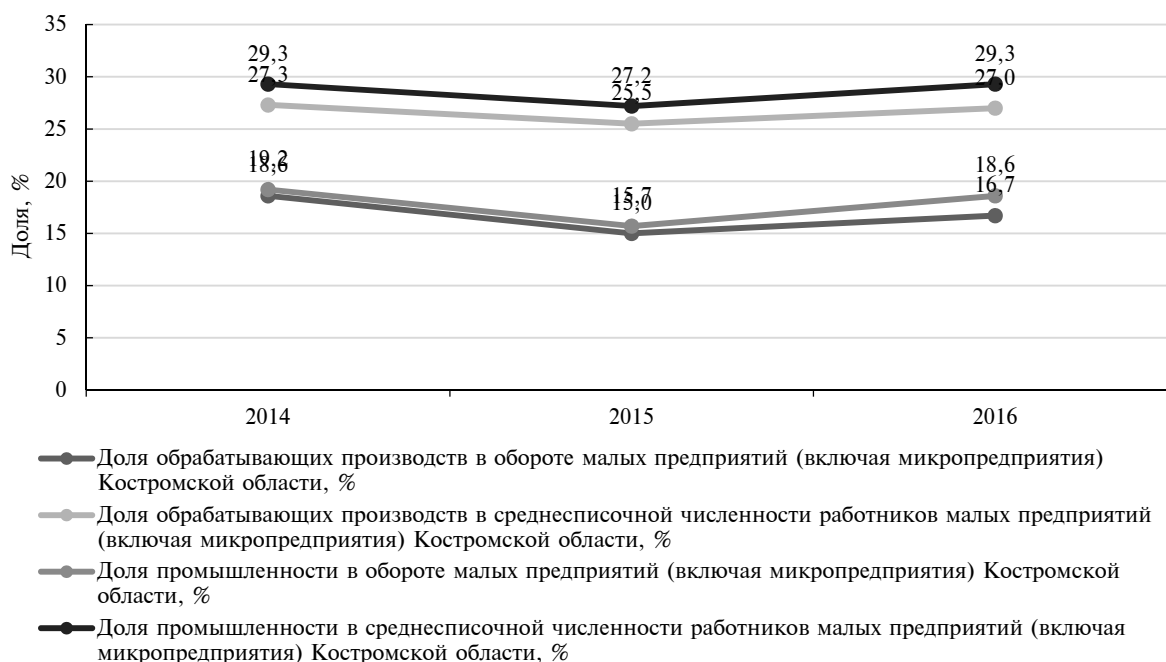 35
30
25
20
15
10
5
0
Доля, %
29,3
27,3
27,2
25,5
29,3
27,0
19,2
18,6
15,7
15,0
18,6
16,7
2014
2015
2016
Доля обрабатывающих производств в обороте малых предприятий (включая микропредприятия)
Костромской области, %
Доля обрабатывающих производств в среднесписочной численности работников малых предприятий
(включая микропредприятия) Костромской области, %
Доля промышленности в обороте малых предприятий (включая микропредприятия) Костромской
области, %
Доля промышленности в среднесписочной численности работников малых предприятий (включая
микропредприятия) Костромской области, %